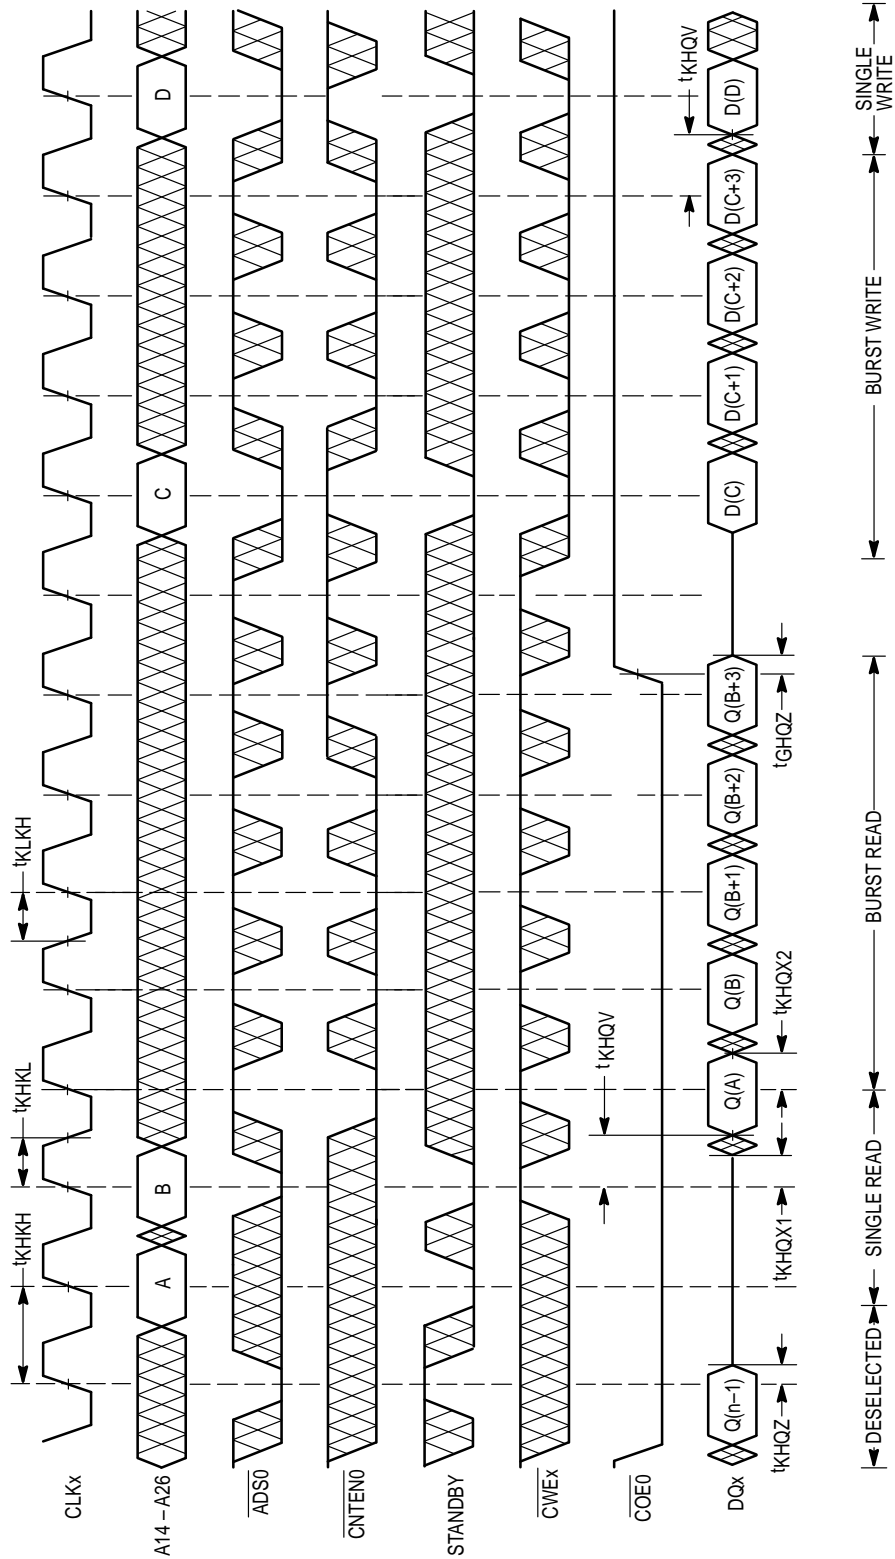 tKHKH
tKHKL
tKLKH
CLKx
A14 – A26
A
B
C
D
ADS0
CNTEN0
STANDBY
CWEx
COE0
tKHQV
tKHQV
DQx
Q(n–1)
Q(A)
Q(B)
Q(B+1)
Q(B+2)
Q(B+3)
D(C)
D(C+1)
D(C+2)
D(C+3)
D(D)
tKHQZ
tKHQX1
tKHQX2
tGHQZ
DESELECTED
SINGLE READ
BURST READ
BURST WRITE
SINGLE
WRITE